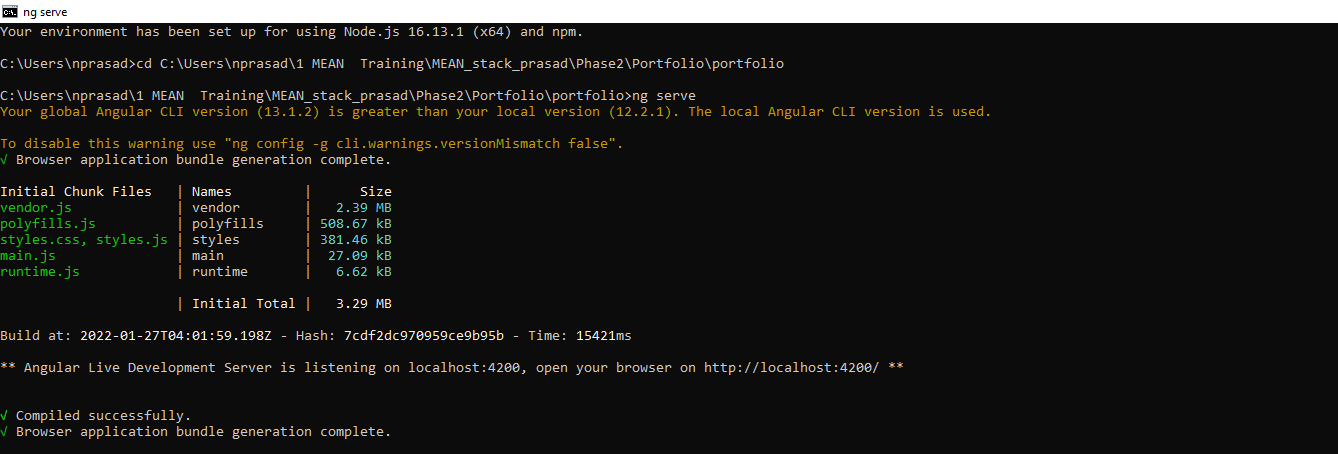 C:\. ng serve
Your environment has been set up for using Node.js 16.13.1 (x64) and npm.
C:\Users\nprasad>cd C:\Users\nprasad\1 MEAN  Training\MEAN_stack_prasad\Phase2\Portfolio\portfolio
C:\Users\nprasad\1 MEAN  Training\MEAN_stack_prasad\Phase2\Portfolio\portfolio>ng serve
Your global Angular CLI version (13.1.2) is greater than your local version (12.2.1). The local Angular CLI version is used.
To disable this warning use "ng config -g cli.warnings.versionMismatch false".
√ Browser application bundle generation complete.
Initial Chunk Files   | Names         |      Size
vendor.js             | vendor        |   2.39 MB
polyfills.js          | polyfills     | 508.67 kB
styles.css, styles.js | styles        | 381.46 kB
main.js               | main          |  27.09 kB
runtime.js            | runtime       |   6.62 kB
                      | Initial Total |   3.29 MB
Build at: 2022-01-27T04:01:59.198Z - Hash: 7cdf2dc970959ce9b95b - Time: 15421ms
** Angular Live Development Server is listening on localhost:4200, open your browser on http://localhost:4200/ **
√ Compiled successfully.
√ Browser application bundle generation complete.